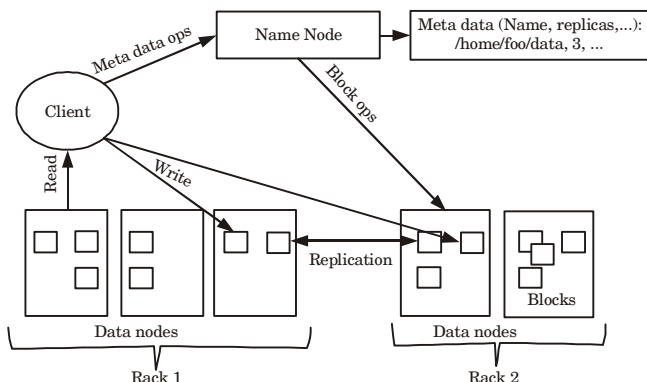 Meta data (Name, replicas,...):
/home/foo/data, 3, ...
Name Node
Meta data ops
Block ops
Client
Read
Write
Replication
Blocks
Data nodes
Data nodes
Rack 1
Rack 2